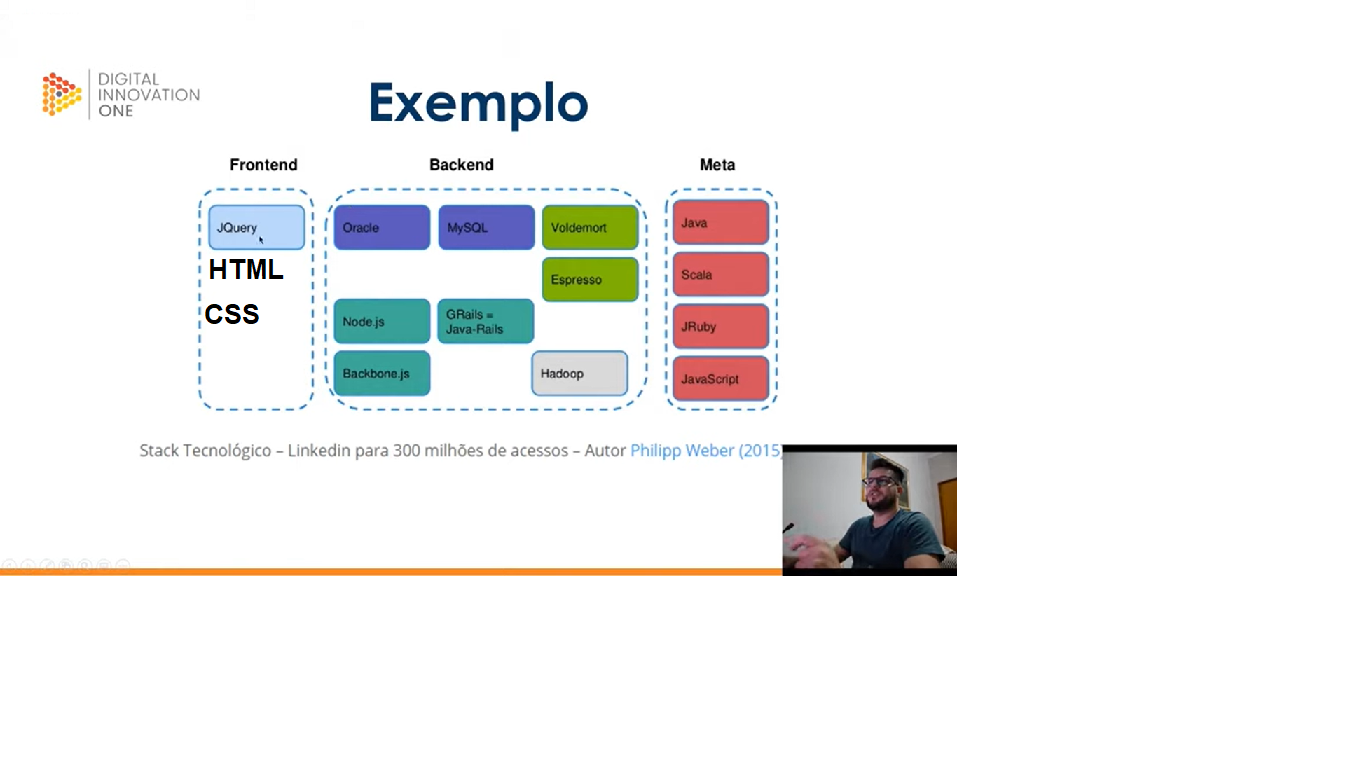 DIGITAL
INNOVATION
ONE
Exemplo
Frontend
Backend
Meta
JQuery
HTML
CSS
Oracle
MySQL
Voldemort
Espresso
Node.js
GRails =
Java-Rails
Backbone.js
Hadoop
Java
Scala
JRuby
JavaScript
Stack Tecnológico – Linkedin para 300 milhões de acessos – Autor Philipp Weber (2015)